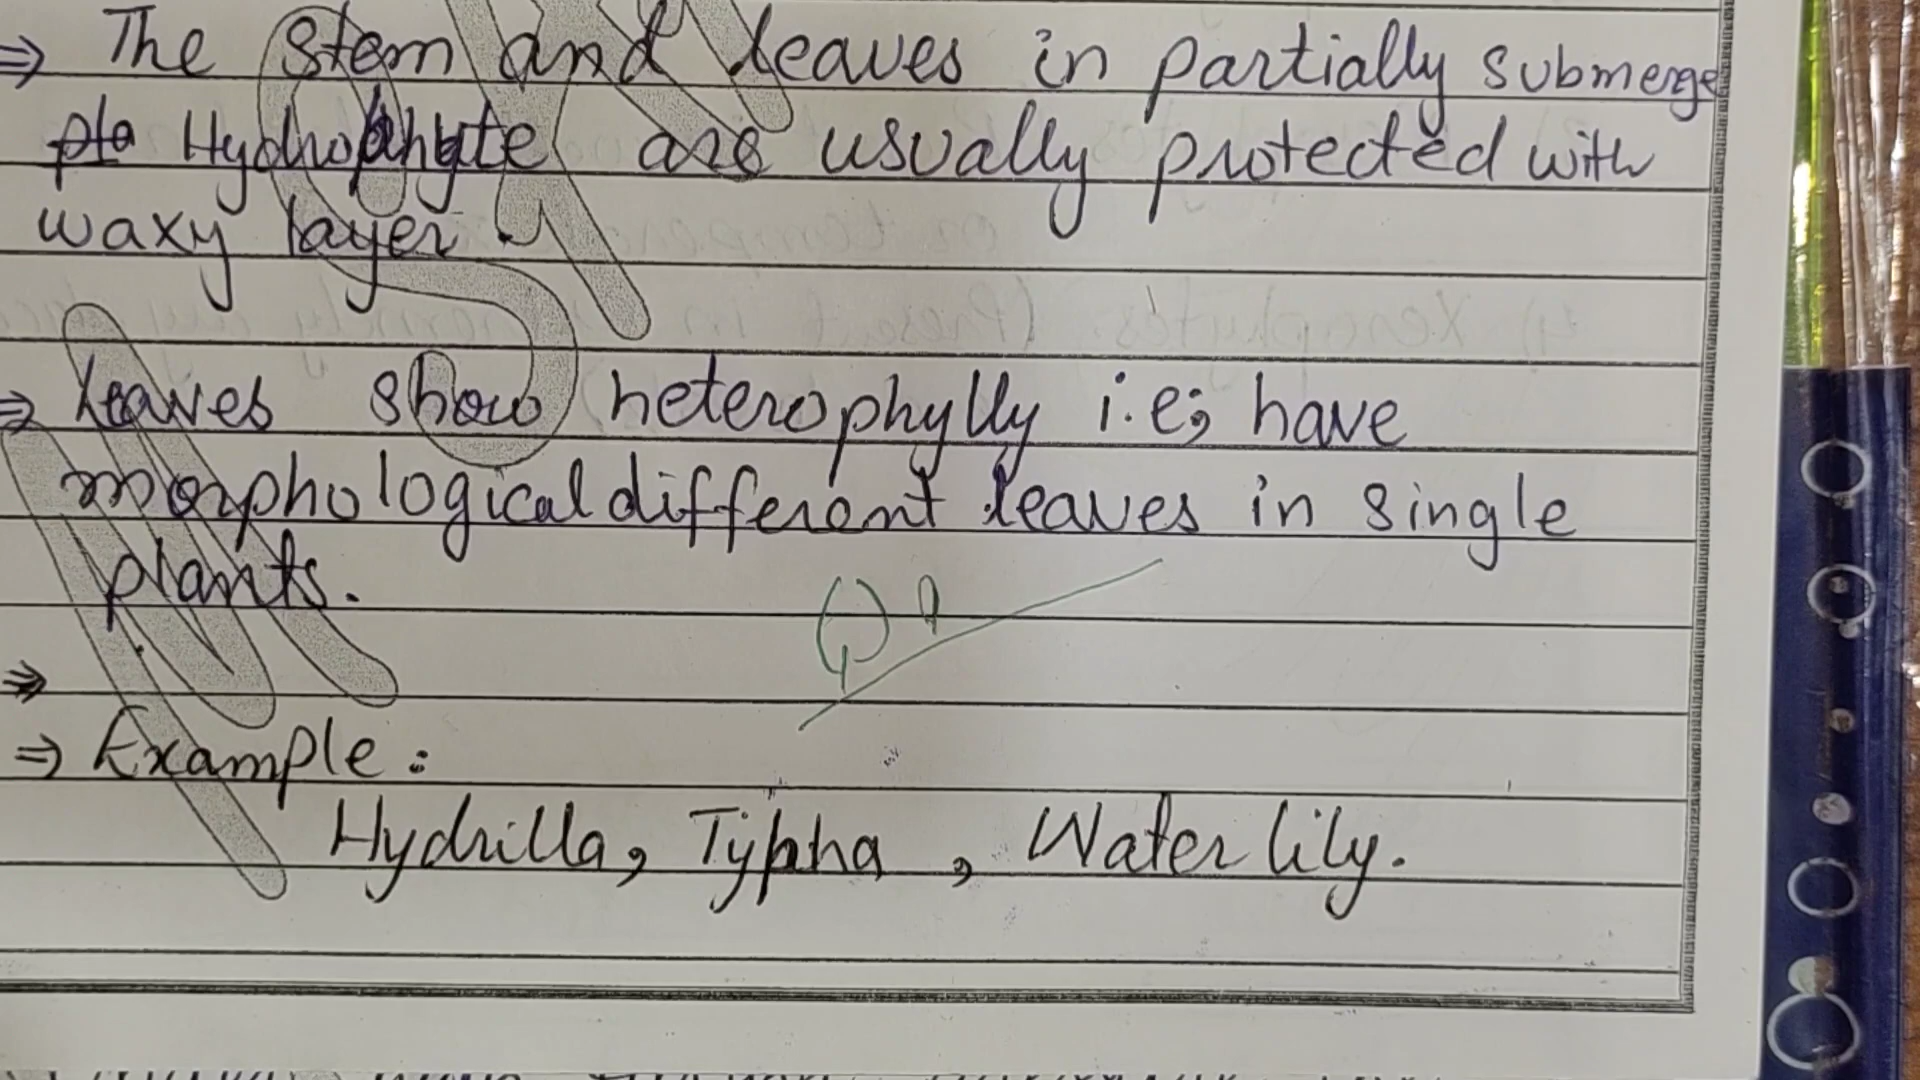 ⇒ The stem and leaves in partially submerge
Hydrophyte are usually protected with
waxy layer.
⇒ Leaves show heterophylly i.e; have
morphological different leaves in single
plants.
⇒
⇒ Example :
Hydrilla, Typha , Water lily.